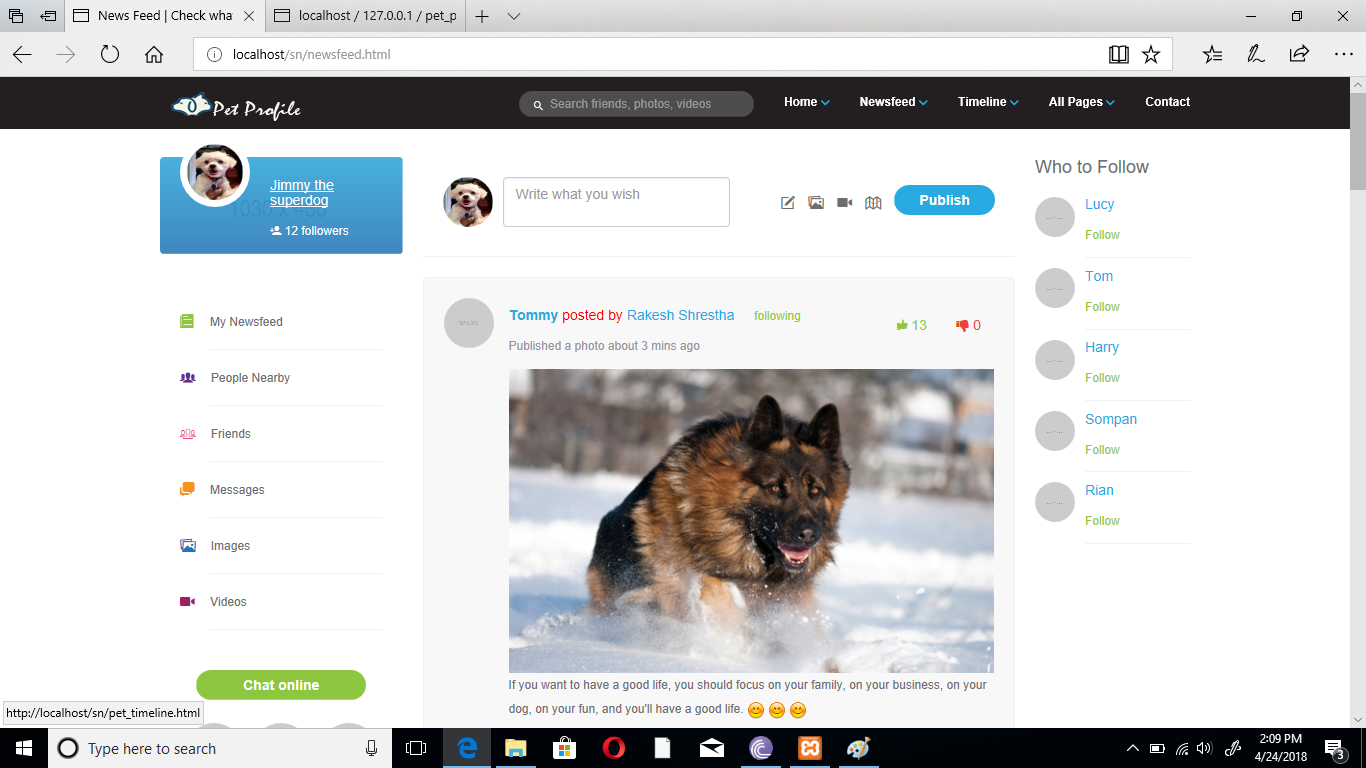 News Feed | Check wha
localhost / 127.0.0.1 / pet_p
localhost/sn/newsfeed.html
Pet Profile
Search friends, photos, videos
Home
Newsfeed
Timeline
All Pages
Contact
Jimmy the
superdog
12 followers
My Newsfeed
People Nearby
Friends
Messages
Images
Videos
Chat online
http://localhost/sn/pet_timeline.html
Write what you wish
Publish
Tommy posted by Rakesh Shrestha following
13 0
Published a photo about 3 mins ago
If you want to have a good life, you should focus on your family, on your business, on your
dog, on your fun, and you'll have a good life. 😊 😊 😊
Who to Follow
Lucy
Follow
Tom
Follow
Harry
Follow
Sompan
Follow
Rian
Follow
Type here to search
2:09 PM
4/24/2018
3